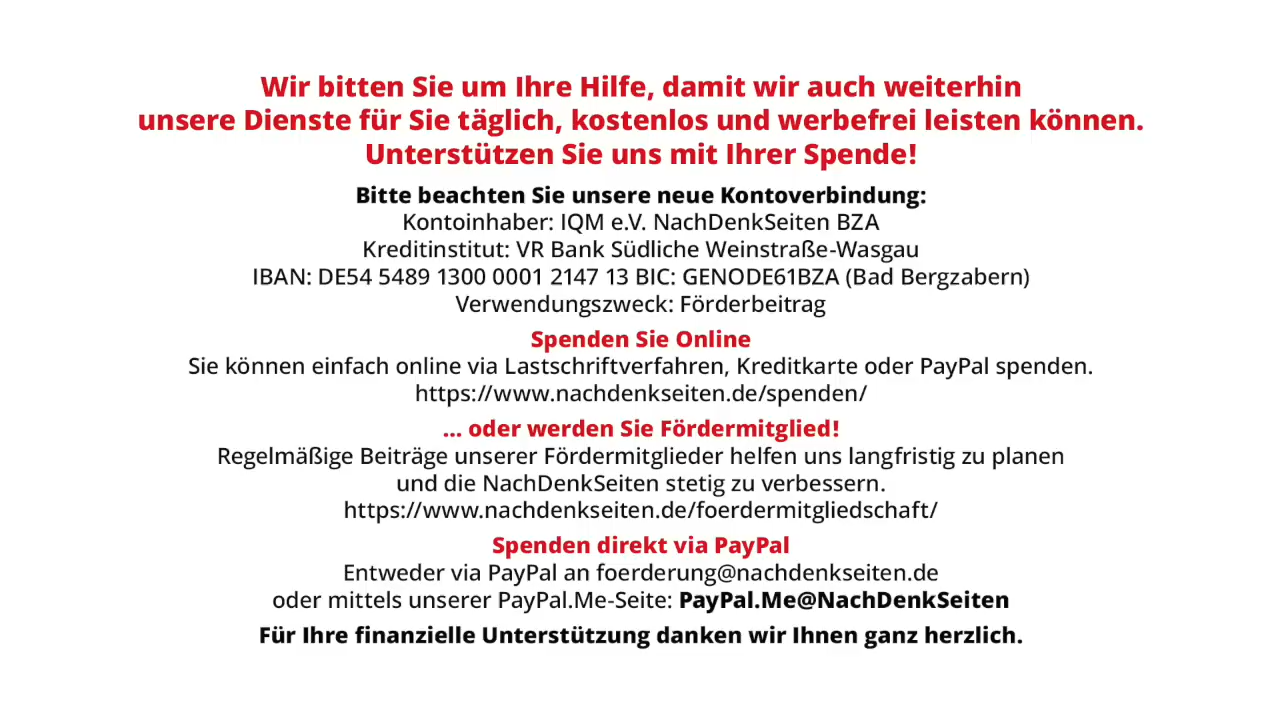 Wir bitten Sie um Ihre Hilfe, damit wir auch weiterhin
unsere Dienste für Sie täglich, kostenlos und werbefrei leisten können.
Unterstützen Sie uns mit Ihrer Spende!
Bitte beachten Sie unsere neue Kontoverbindung:
Kontoinhaber: IQM e.V. NachDenkSeiten BZA
Kreditinstitut: VR Bank Südliche Weinstraße-Wasgau
IBAN: DE54 5489 1300 0001 2147 13 BIC: GENODE61BZA (Bad Bergzabern)
Verwendungszweck: Förderbeitrag
Spenden Sie Online
Sie können einfach online via Lastschriftverfahren, Kreditkarte oder PayPal spenden.
https://www.nachdenkseiten.de/spenden/
... oder werden Sie Fördermitglied!
Regelmäßige Beiträge unserer Fördermitglieder helfen uns langfristig zu planen
und die NachDenkSeiten stetig zu verbessern.
https://www.nachdenkseiten.de/foerdermitgliedschaft/
Spenden direkt via PayPal
Entweder via PayPal an foerderung@nachdenkseiten.de
oder mittels unserer PayPal.Me-Seite: PayPal.Me@NachDenkSeiten
Für Ihre finanzielle Unterstützung danken wir Ihnen ganz herzlich.